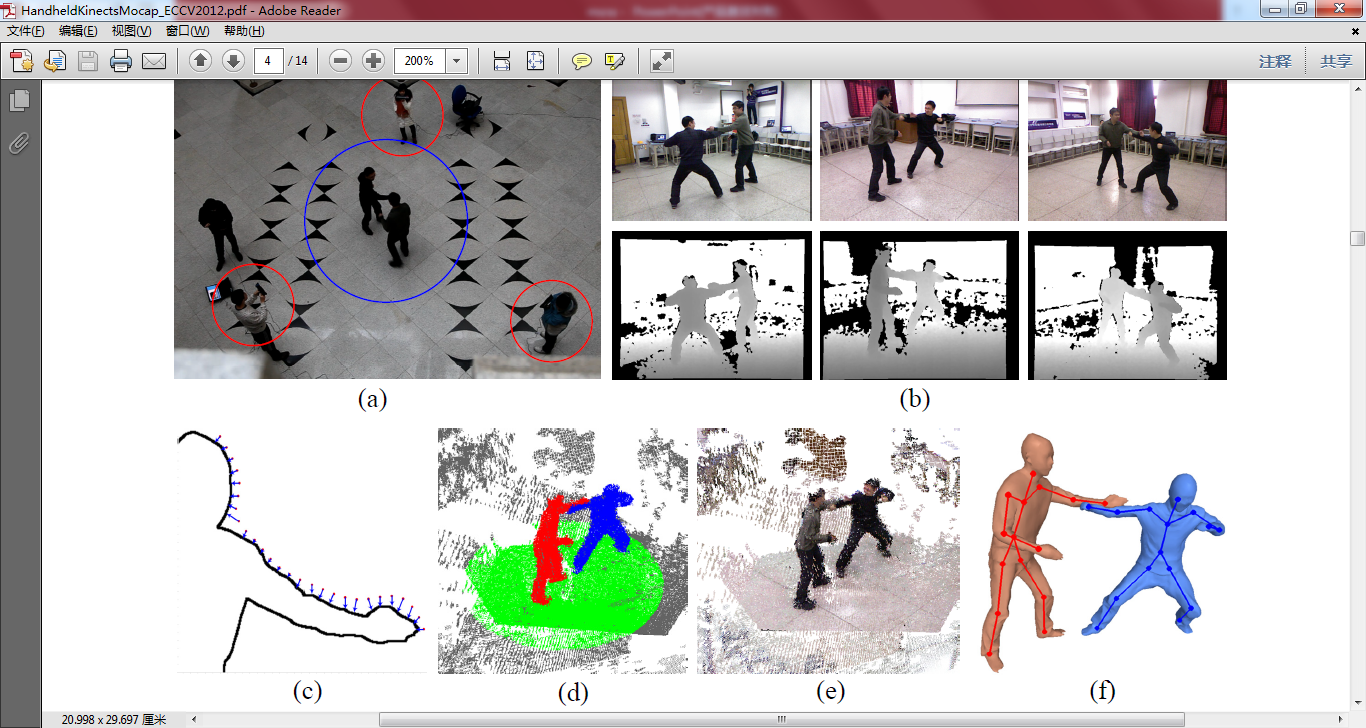 HandheldKinectsMocap_ECCV2012.pdf - Adobe Reader
文件(F) 编辑(E) 视图(V) 窗口(W) 帮助(H)
4 / 14 200% 注释 共享
(a) (b)
(c) (d) (e) (f)
20.998 x 29.697 厘米